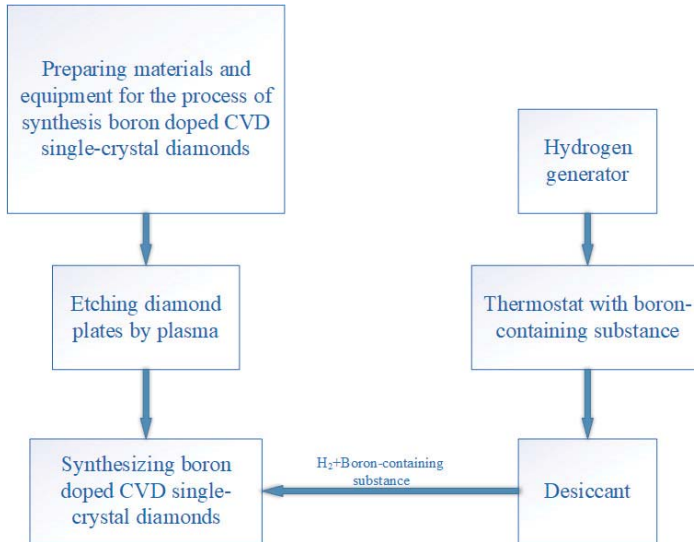 Preparing materials and
equipment for the process of
synthesis boron doped CVD
single-crystal diamonds
Etching diamond
plates by plasma
Synthesizing boron
doped CVD single-
crystal diamonds
Hydrogen
generator
Thermostat with boron-
containing substance
Desiccant
H₂+Boron-containing
substance